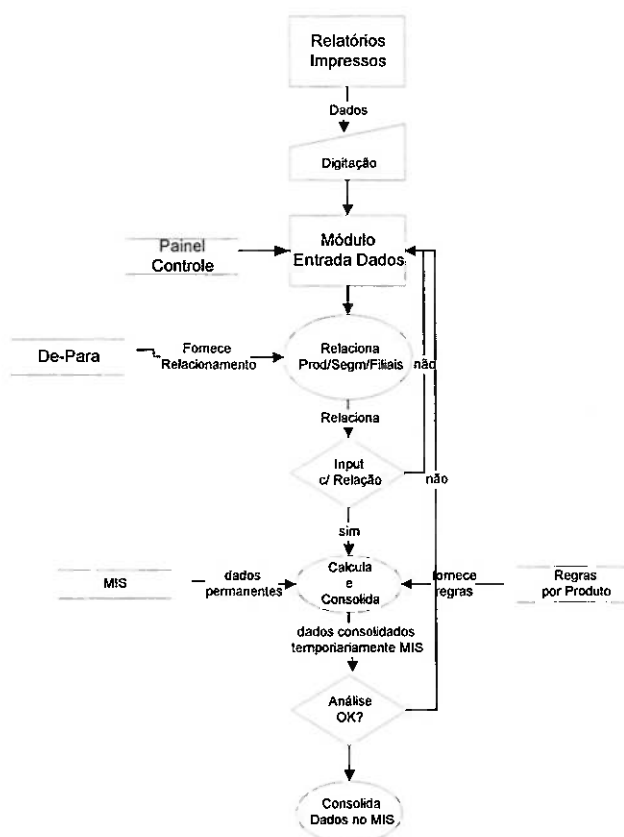 Relatórios
Impressos
Dados
Digitação
Painel
Controle
Módulo
Entrada Dados
De-Para
Fornece
Relacionamento
Relaciona
Prod/Segm/Filiais
não
Relaciona
Input
c/ Relação
não
sim
MIS
dados
permanentes
Calcula
e
Consolida
fornece
regras
Regras
por Produto
dados consolidados
temporiariamente MIS
Análise
OK?
Consolida
Dados no MIS